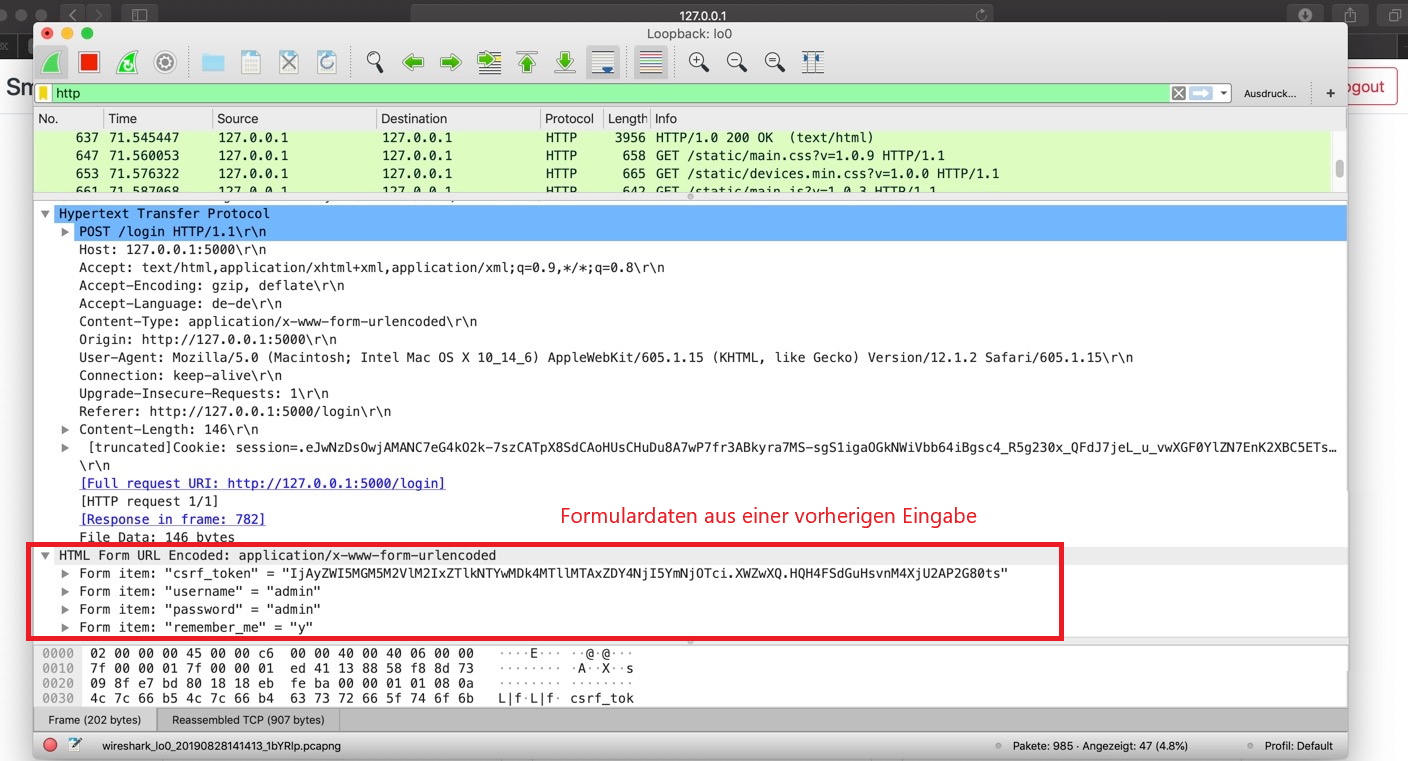 127.0.0.1
Loopback: lo0
Sm
ogout
http
Ausdruck...
+
No. Time Source Destination Protocol Length Info
637 71.545447 127.0.0.1 127.0.0.1 HTTP 3956 HTTP/1.0 200 OK (text/html)
647 71.560053 127.0.0.1 127.0.0.1 HTTP 658 GET /static/main.css?v=1.0.9 HTTP/1.1
653 71.576322 127.0.0.1 127.0.0.1 HTTP 665 GET /static/devices.min.css?v=1.0.0 HTTP/1.1
661 71.587068 127.0.0.1 127.0.0.1 HTTP 642 GET /static/main.js?v=1.0.3 HTTP/1.1
Hypertext Transfer Protocol
POST /login HTTP/1.1\r\n
Host: 127.0.0.1:5000\r\n
Accept: text/html,application/xhtml+xml,application/xml;q=0.9,*/*;q=0.8\r\n
Accept-Encoding: gzip, deflate\r\n
Accept-Language: de-de\r\n
Content-Type: application/x-www-form-urlencoded\r\n
Origin: http://127.0.0.1:5000\r\n
User-Agent: Mozilla/5.0 (Macintosh; Intel Mac OS X 10_14_6) AppleWebKit/605.1.15 (KHTML, like Gecko) Version/12.1.2 Safari/605.1.15\r\n
Connection: keep-alive\r\n
Upgrade-Insecure-Requests: 1\r\n
Referer: http://127.0.0.1:5000/login\r\n
Content-Length: 146\r\n
[truncated]Cookie: session=.eJwNzDsOwjAMANC7eG4kO2k-7szCATpX8SdCAoHUsCHuDu8A7wP7fr3ABkyra7MS-sgS1igaOGkNWiVbb64iBgsc4_R5g230x_QFdJ7jeL_u_vwXGF0YlZN7EnK2XBC5ETs…
\r\n
[Full request URI: http://127.0.0.1:5000/login]
[HTTP request 1/1]
[Response in frame: 782]
File Data: 146 bytes
Formulardaten aus einer vorherigen Eingabe
HTML Form URL Encoded: application/x-www-form-urlencoded
Form item: "csrf_token" = "IjAyZWI5MGM5M2VlM2IxZTlkNTYwMDk4MTllMTAxZDY4NjI5YmNjOTci.XWZwXQ.HQH4FSdGuHsvnM4XjU2AP2G80ts"
Form item: "username" = "admin"
Form item: "password" = "admin"
Form item: "remember_me" = "y"
0000 02 00 00 00 45 00 00 c6 00 00 40 00 40 06 00 00 ····E··· ··@·@···
0010 7f 00 00 01 7f 00 00 01 ed 41 13 88 58 f8 8d 73 ········ ·A··X··s
0020 09 8f e7 bd 80 18 18 eb fe ba 00 00 01 01 08 0a ········ ········
0030 4c 7c 66 b5 4c 7c 66 b4 63 73 72 66 5f 74 6f 6b L|f·L|f· csrf_tok
Frame (202 bytes) Reassembled TCP (907 bytes)
wireshark_lo0_20190828141413_1bYRIp.pcapng Pakete: 985 · Angezeigt: 47 (4.8%) Profil: Default